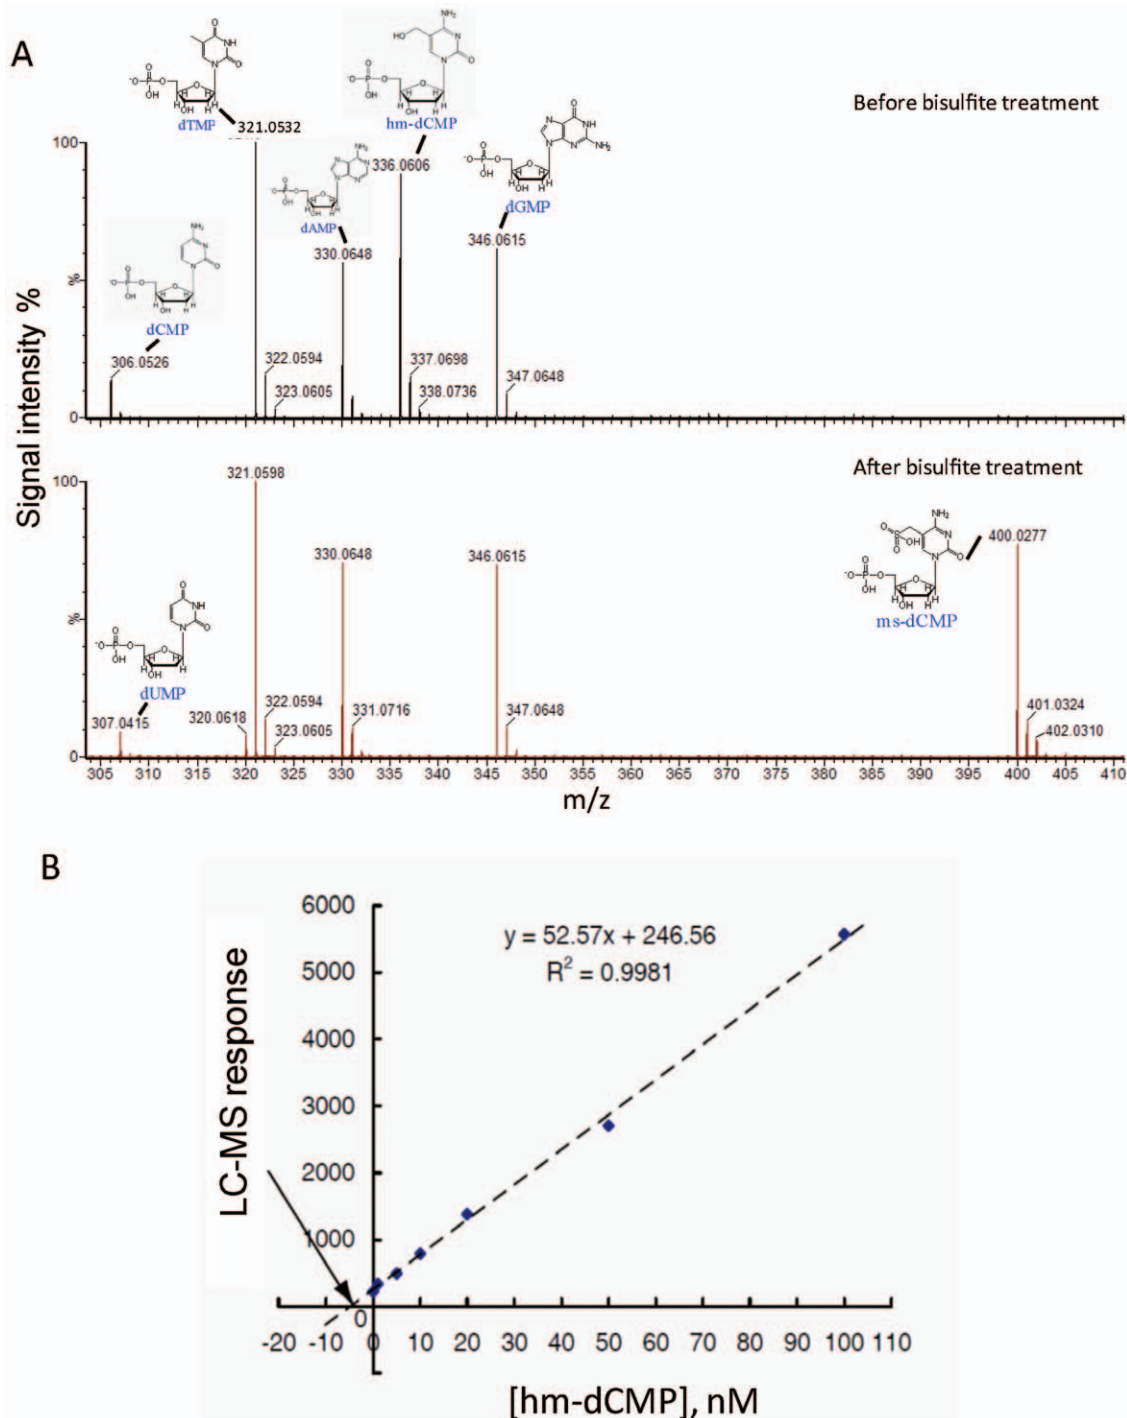 A
Before bisulfite treatment
dTMP
321.0532
hm-dCMP
336.0606
dAMP
330.0648
dGMP
346.0615
dCMP
306.0526
322.0594
323.0605
337.0698
338.0736
347.0648
100
%
0
Signal intensity %
After bisulfite treatment
321.0598
330.0648
346.0615
400.0277
ms-dCMP
dUMP
307.0415
320.0618
322.0594
323.0605
331.0716
347.0648
401.0324
402.0310
100
%
0
305 310 315 325 330 335 340 345 350 355 360 365 370 375 380 385 390 395 400 405 410
m/z
B
LC-MS response
y = 52.57x + 246.56
R2 = 0.9981
6000
5000
4000
3000
2000
1000
0
-20 -10 0 10 20 30 40 50 60 70 80 90 100 110
[hm-dCMP], nM